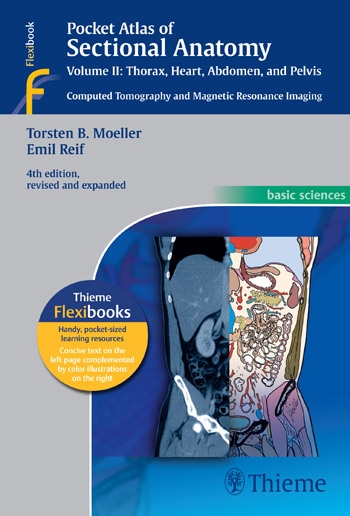 Flexibook
f
Pocket Atlas of
Sectional Anatomy
Volume II: Thorax, Heart, Abdomen, and Pelvis
Computed Tomography and Magnetic Resonance Imaging
Torsten B. Moeller
Emil Reif
4th edition,
revised and expanded
basic sciences
Thieme
Flexibooks
Handy, pocket-sized
learning resources
Concise text on the
left page complemented
by color illustrations
on the right
Thieme